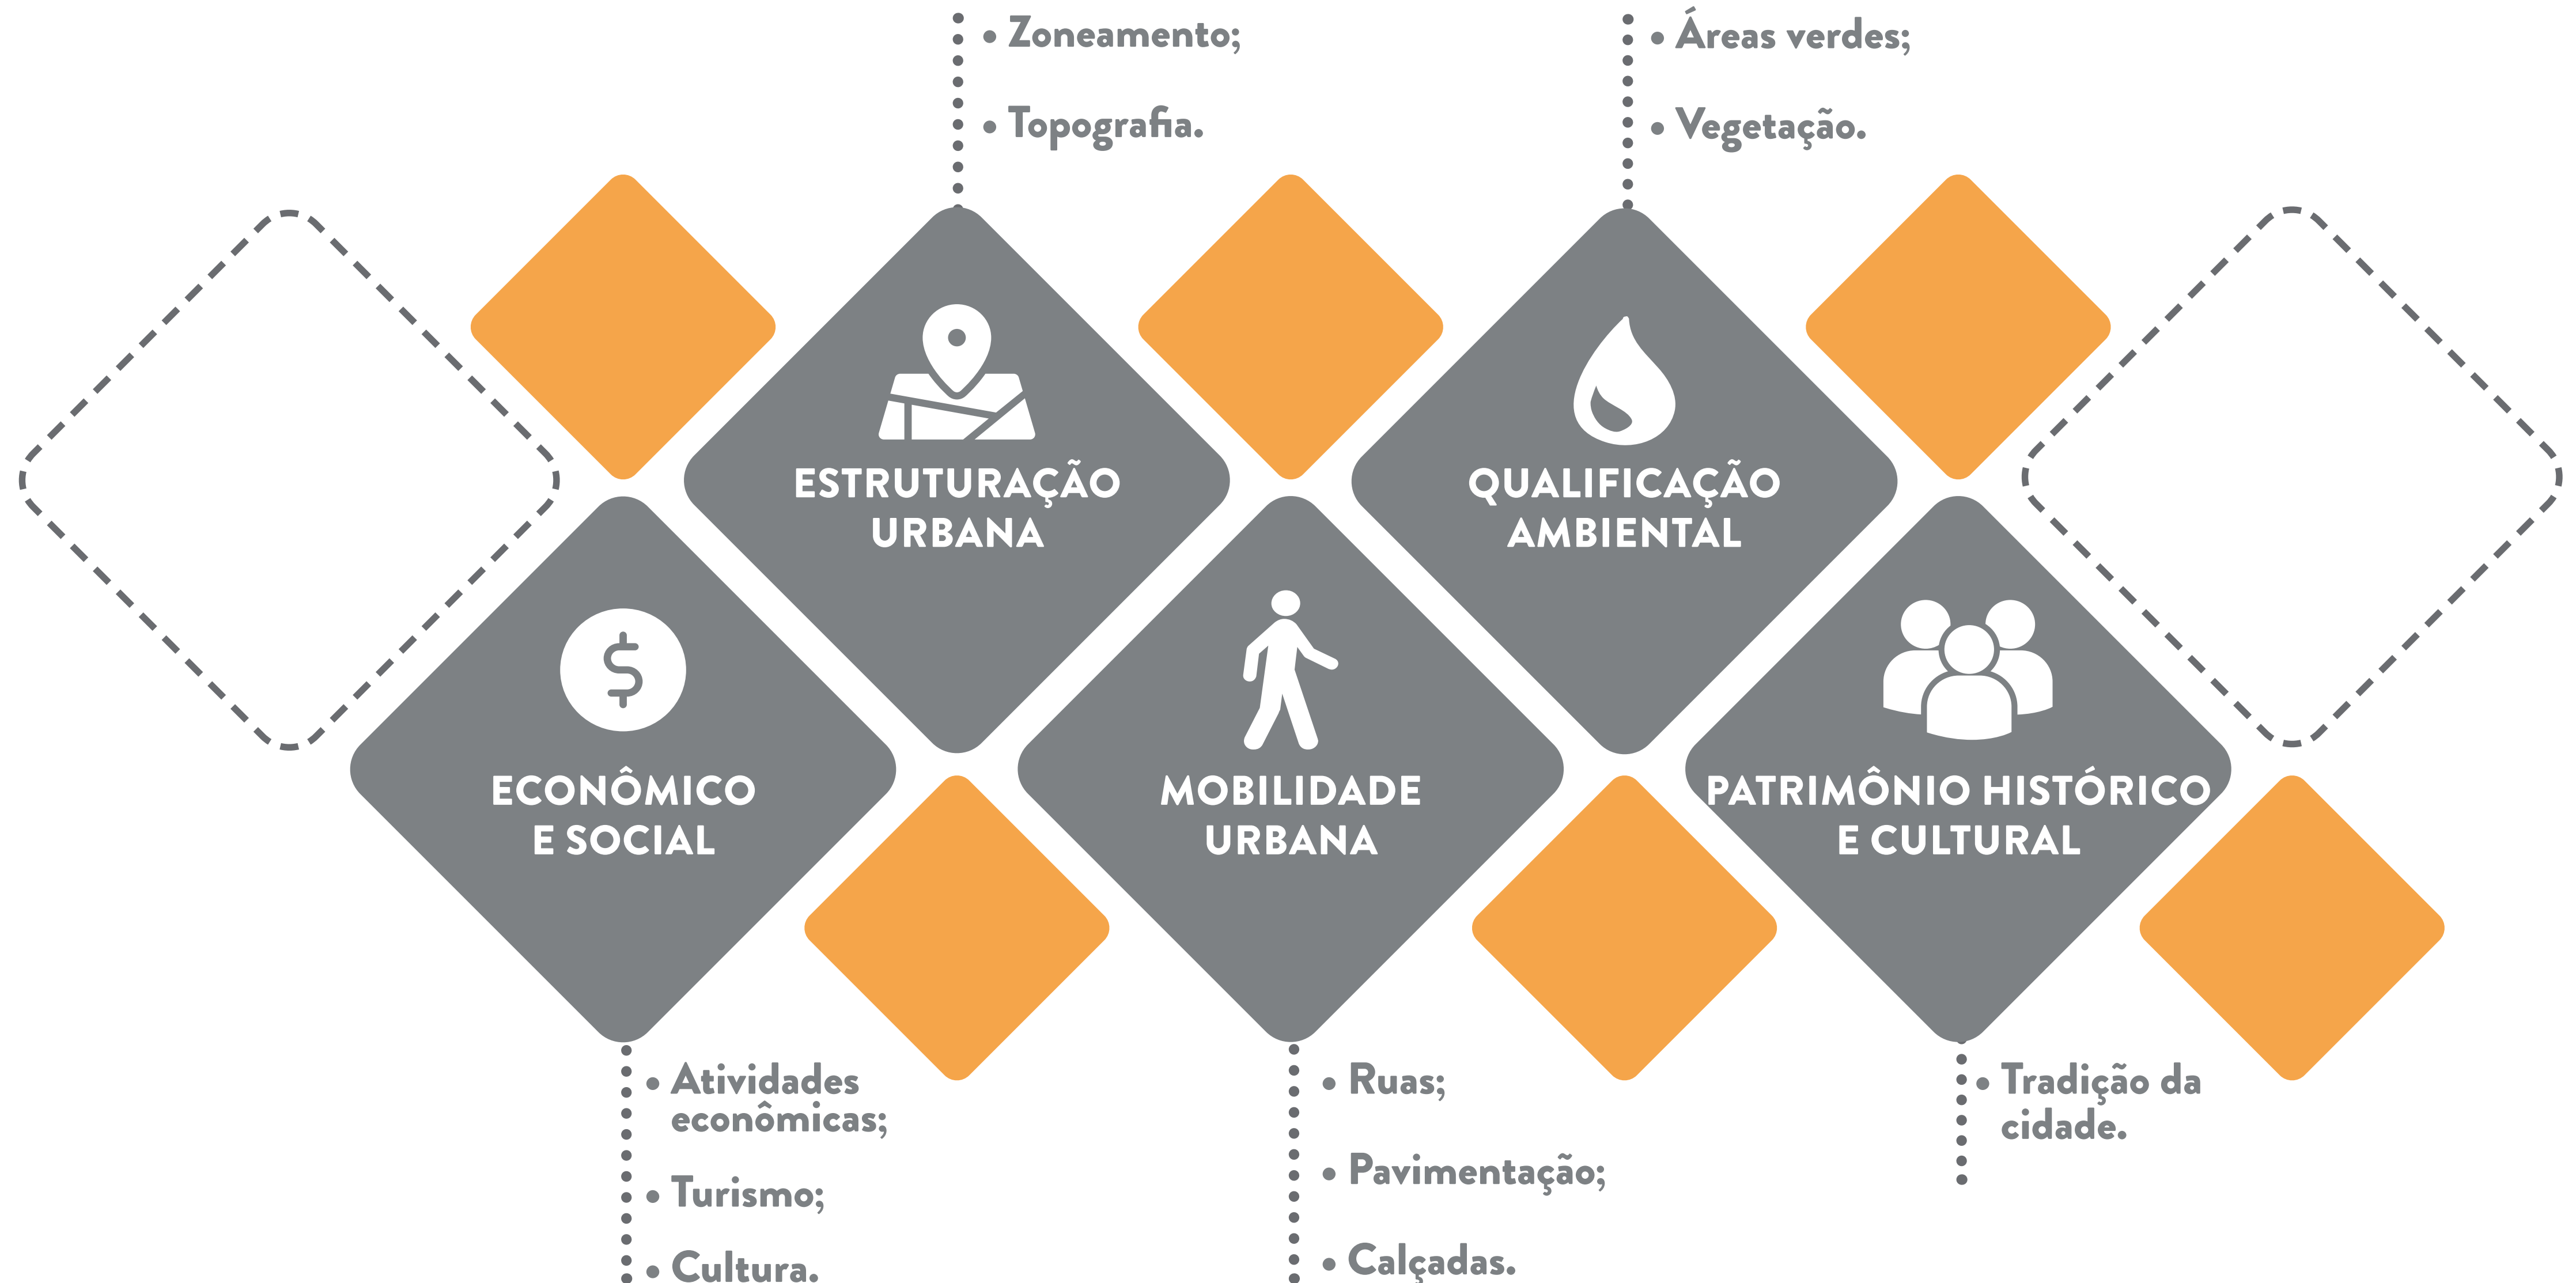 • Zoneamento;
• Topografia.
• Áreas verdes;
• Vegetação.
ESTRUTURAÇÃO
URBANA
QUALIFICAÇÃO
AMBIENTAL
$
ECONÔMICO
E SOCIAL
MOBILIDADE
URBANA
PATRIMÔNIO HISTÓRICO
E CULTURAL
• Atividades
econômicas;
• Turismo;
• Cultura.
• Ruas;
• Pavimentação;
• Calçadas.
• Tradição da
cidade.